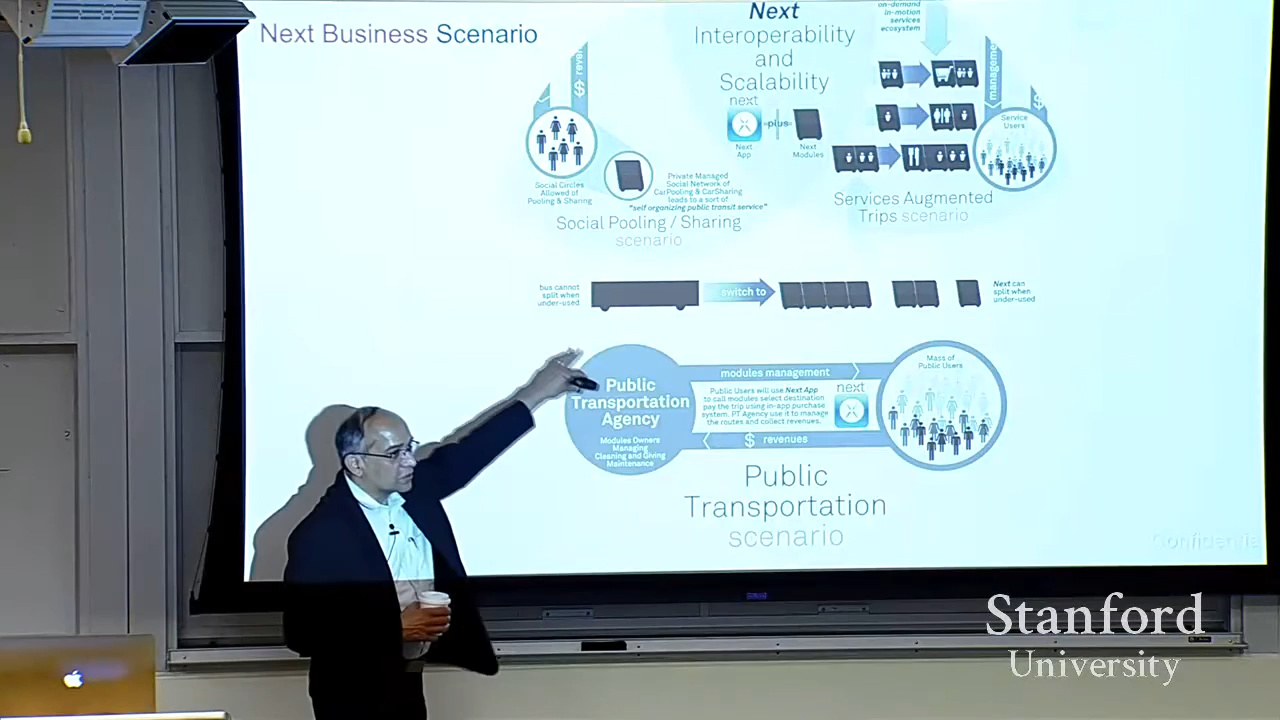 Next Business Scenario
$ reve
Social Circles
Allowed of
Pooling & Sharing
Private Managed
Social Network of
CarPooling & CarSharing
leads to a sort of
"self organizing public transit service"
Social Pooling / Sharing
scenario
Next
Interoperability
and
Scalability
next
plus
Next
App
Next
Modules
on-demand
in-motion
services
ecosystem
manageme
$
Service
Users
Services Augmented
Trips scenario
bus cannot
split when
under-used
switch to
Next can
split when
under-used
Public
Transportation
Agency
Modules Owners
Managing
Cleaning and Giving
Maintenance
modules management
Public Users will use Next App
to call modules select destination
pay the trip using in-app purchase
system. PT Agency use it to manage
the routes and collect revenues.
next
$ revenues
Mass of
Public Users
Public
Transportation
scenario
Confidentia
Stanford
University